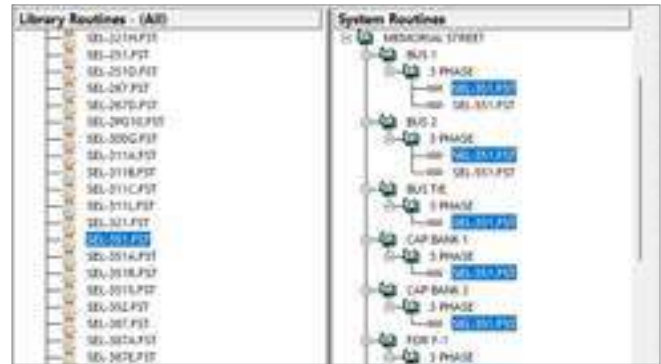 Library Routines - (All)
SEL-321H.PST
SEL-251.PST
SEL-251D.PST
SEL-267.PST
SEL-267D.PST
SEL-2PG10.PST
SEL-300G.PST
SEL-311A.PST
SEL-311B.PST
SEL-311C.PST
SEL-311L.PST
SEL-321.PST
SEL-351.PST
SEL-351A.PST
SEL-351R.PST
SEL-351S.PST
SEL-352.PST
SEL-387.PST
SEL-387A.PST
SEL-387E.PST
System Routines
MEMORIAL STREET
BUS 1
3 PHASE
SEL-351.PST
SEL-551.PST
BUS 2
3 PHASE
SEL-351.PST
SEL-551.PST
BUS TIE
3 PHASE
SEL-351.PST
CAP BANK 1
3 PHASE
SEL-351.PST
CAP BANK 2
3 PHASE
SEL-351.PST
FDR F-1
3 PHASE